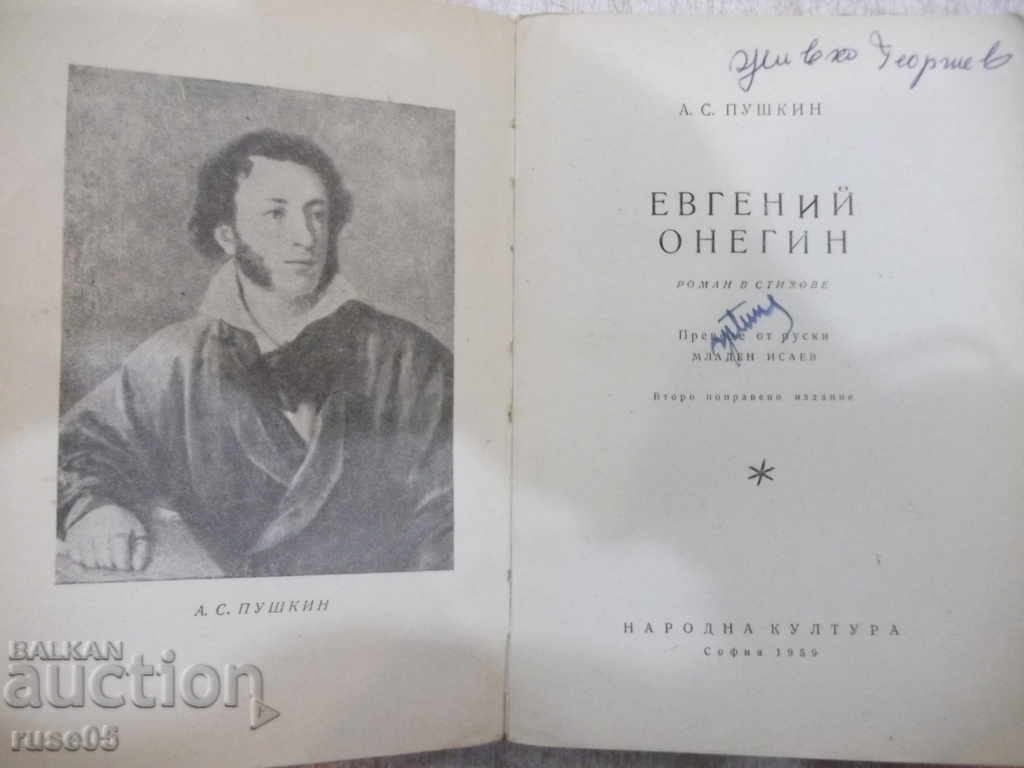 А. С. ПУШКИН
Живко Георгиев
А. С. ПУШКИН
ЕВГЕНИЙ
ОНЕГИН
РОМАН В СТИХОВЕ
Преведе от руски
МЛАДЕН ИСАЕВ
Второ поправено издание
*
НАРОДНА КУЛТУРА
София 1959
BALKAN
auction
ruse05